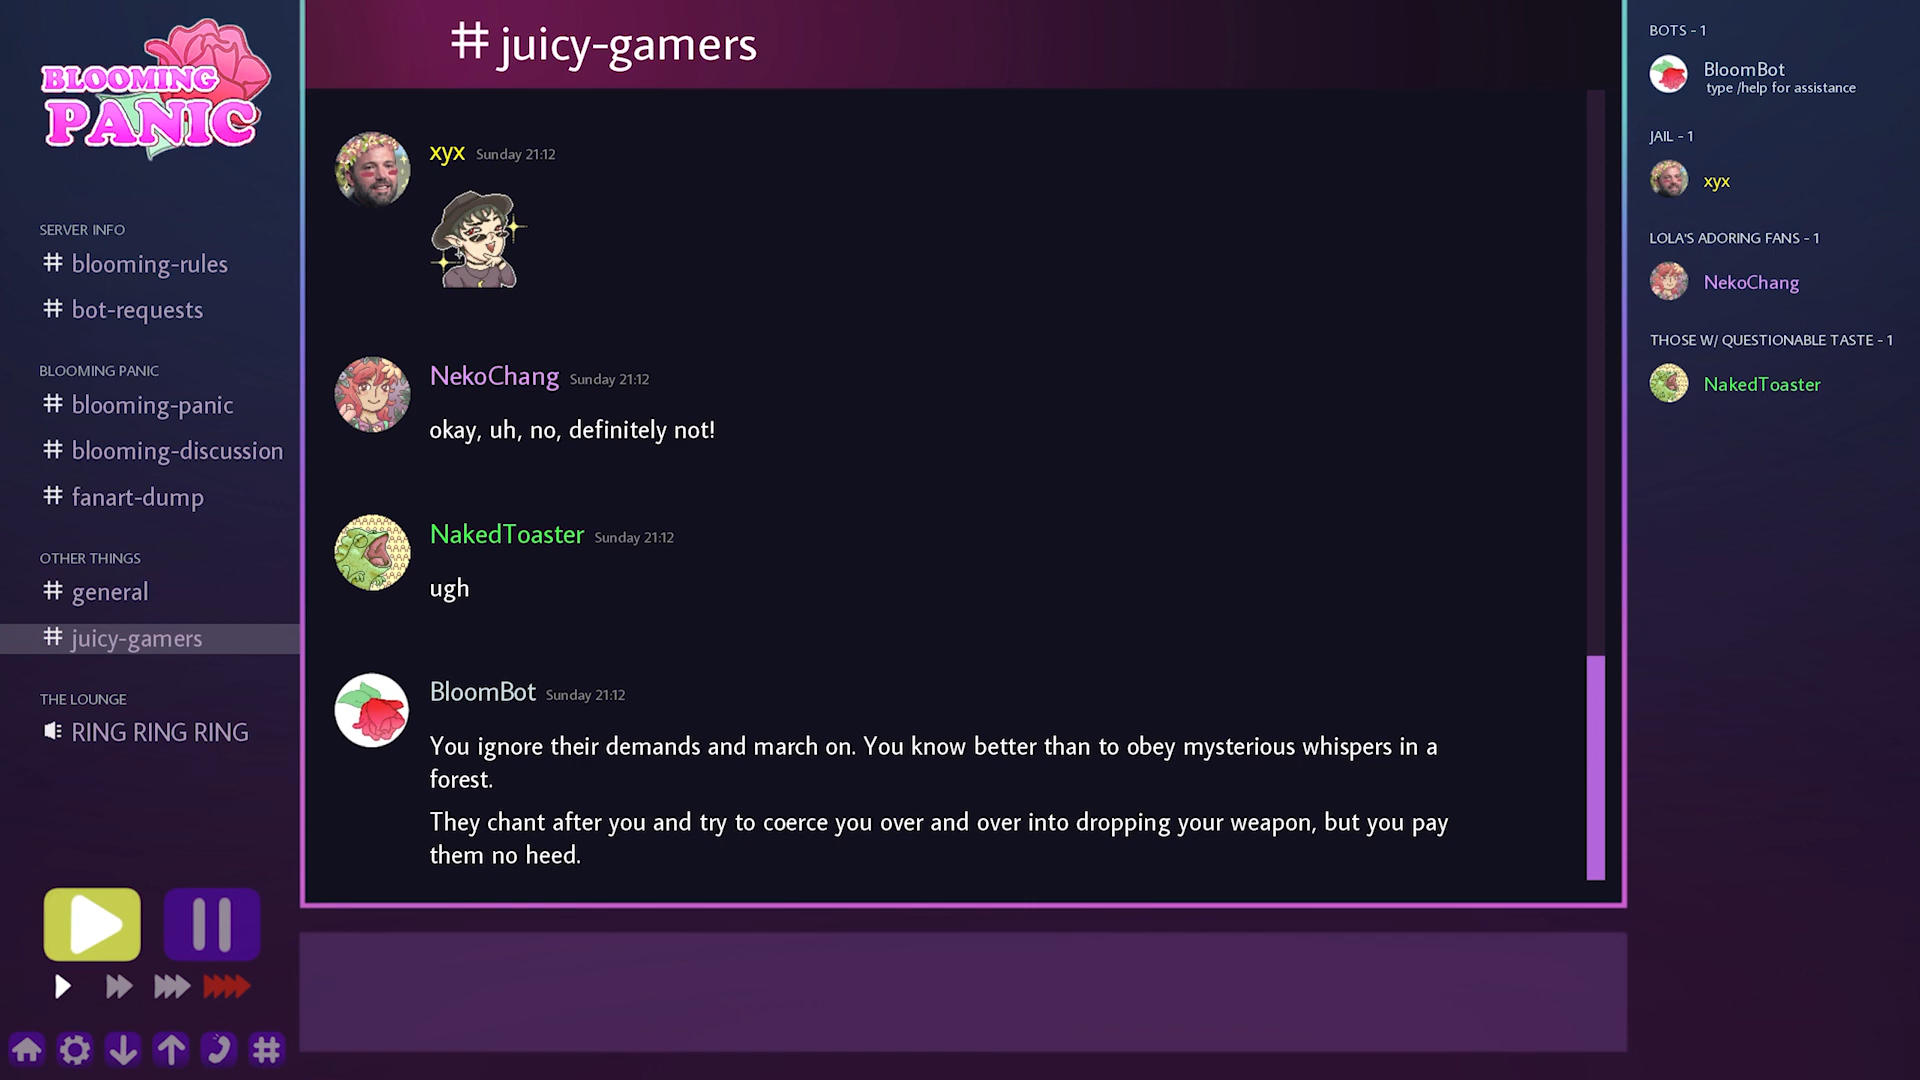 BLOOMING
PANIC
SERVER INFO
# blooming-rules
# bot-requests
BLOOMING PANIC
# blooming-panic
# blooming-discussion
# fanart-dump
OTHER THINGS
# general
# juicy-gamers
THE LOUNGE
RING RING RING
# juicy-gamers
xyx Sunday 21:12
NekoChang Sunday 21:12
okay, uh, no, definitely not!
NakedToaster Sunday 21:12
ugh
BloomBot Sunday 21:12
You ignore their demands and march on. You know better than to obey mysterious whispers in a
forest.
They chant after you and try to coerce you over and over into dropping your weapon, but you pay
them no heed.
BOTS - 1
BloomBot
type /help for assistance
JAIL - 1
xyx
LOLA'S ADORING FANS - 1
NekoChang
THOSE W/ QUESTIONABLE TASTE - 1
NakedToaster